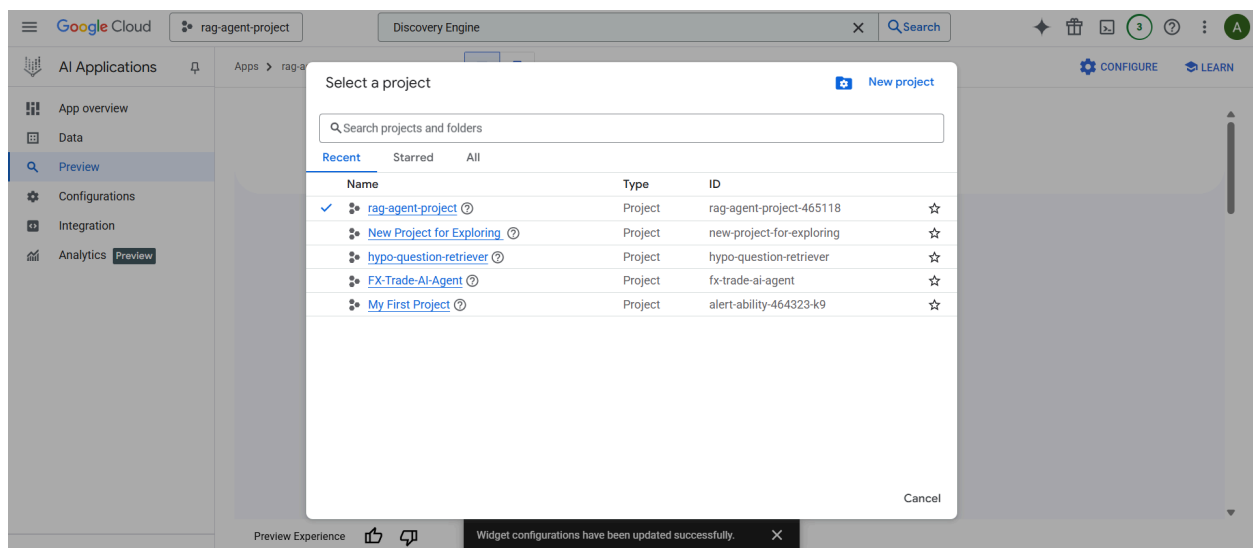 Google Cloud
rag-agent-project
Discovery Engine
Search
3
A
AI Applications
Apps
rag-a
CONFIGURE
LEARN
App overview
Data
Preview
Configurations
Integration
Analytics Preview
Select a project
New project
Search projects and folders
Recent Starred All
Name Type ID
rag-agent-project Project rag-agent-project-465118
New Project for Exploring Project new-project-for-exploring
hypo-question-retriever Project hypo-question-retriever
FX-Trade-AI-Agent Project fx-trade-ai-agent
My First Project Project alert-ability-464323-k9
Cancel
Preview Experience
Widget configurations have been updated successfully.